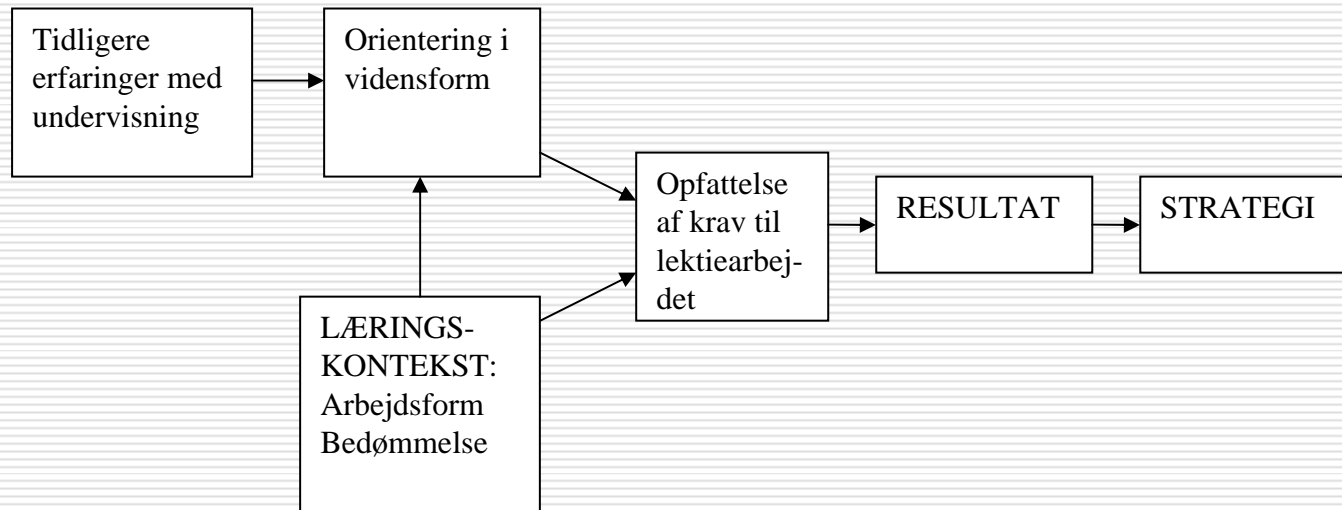 Tidligere
erfaringer med
undervisning
Orientering i
vidensform
Opfattelse
af krav til
lektiearbej-
det
RESULTAT
STRATEGI
LÆRINGS-
KONTEKST:
Arbejdsform
Bedømmelse